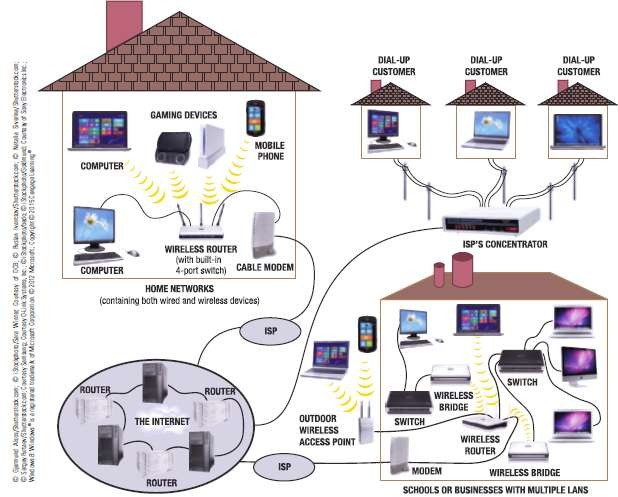 DIAL-UP
CUSTOMER
DIAL-UP
CUSTOMER
DIAL-UP
CUSTOMER
GAMING DEVICES
COMPUTER
MOBILE
PHONE
WIRELESS ROUTER
(with built-in
4-port switch)
COMPUTER
CABLE MODEM
HOME NETWORKS
(containing both wired and wireless devices)
ISP'S CONCENTRATOR
ISP
ROUTER
ROUTER
THE INTERNET
ROUTER
ISP
OUTDOOR
WIRELESS
ACCESS POINT
SWITCH
WIRELESS
BRIDGE
SWITCH
WIRELESS
ROUTER
MODEM
WIRELESS BRIDGE
SCHOOLS OR BUSINESSES WITH MULTIPLE LANS